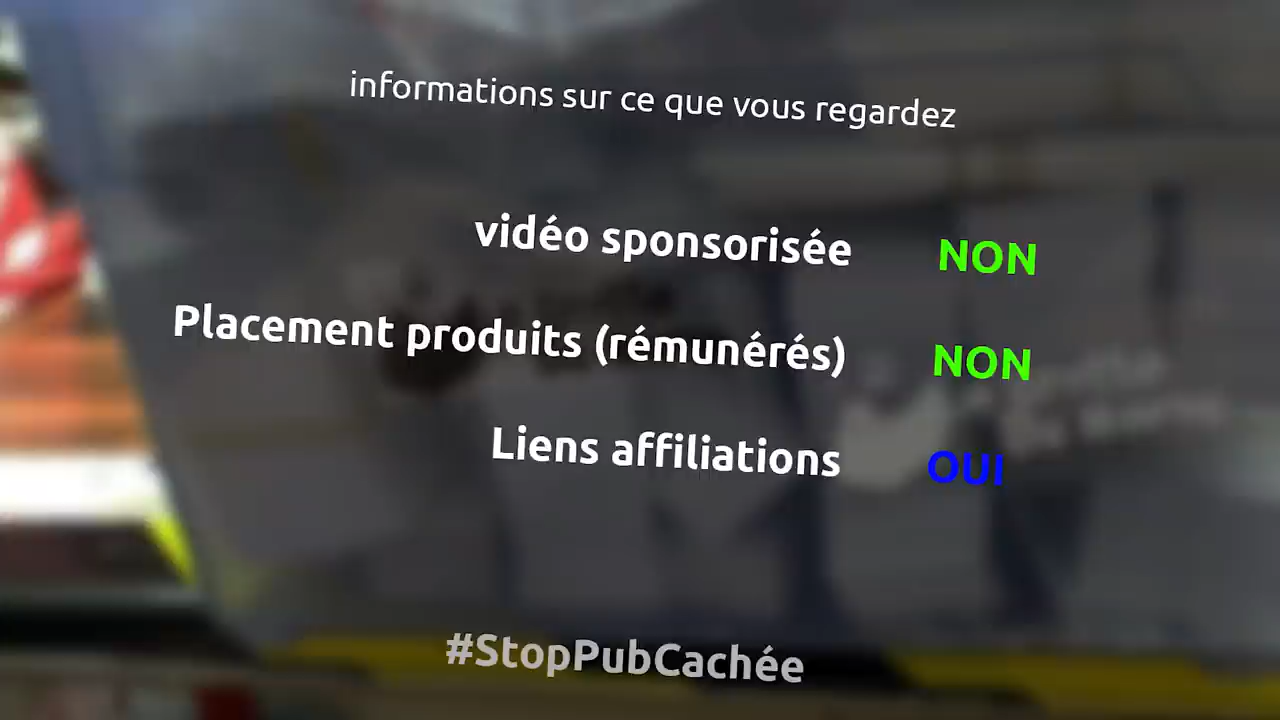 informations sur ce que vous regardez
vidéo sponsorisée NON
Placement produits (rémunérés) NON
Liens affiliations OUI
#StopPubCachée